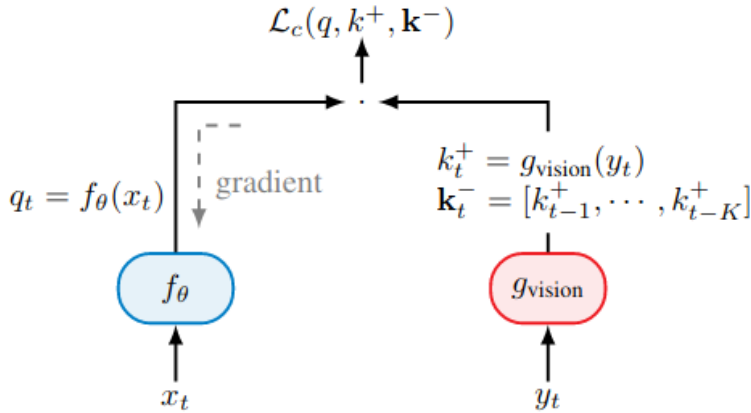 ℒ_c(q, k⁺, 𝐤⁻)
·
k_t⁺ = g_vision(y_t)
gradient
q_t = f_θ(x_t)
𝐤_t⁻ = [k_{t−1}⁺, ⋯ , k_{t−K}⁺]
f_θ
g_vision
x_t
y_t